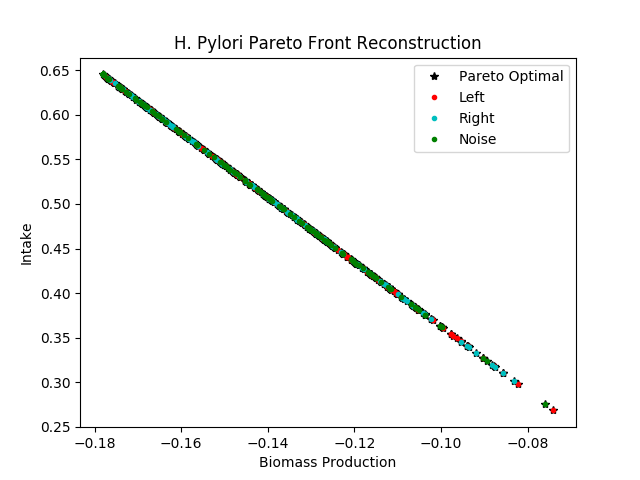 H. Pylori Pareto Front Reconstruction
Pareto Optimal
Left
Right
Noise
0.65
0.60
0.55
0.50
0.45
0.40
0.35
0.30
0.25
Intake
−0.18
−0.16
−0.14
−0.12
−0.10
−0.08
Biomass Production